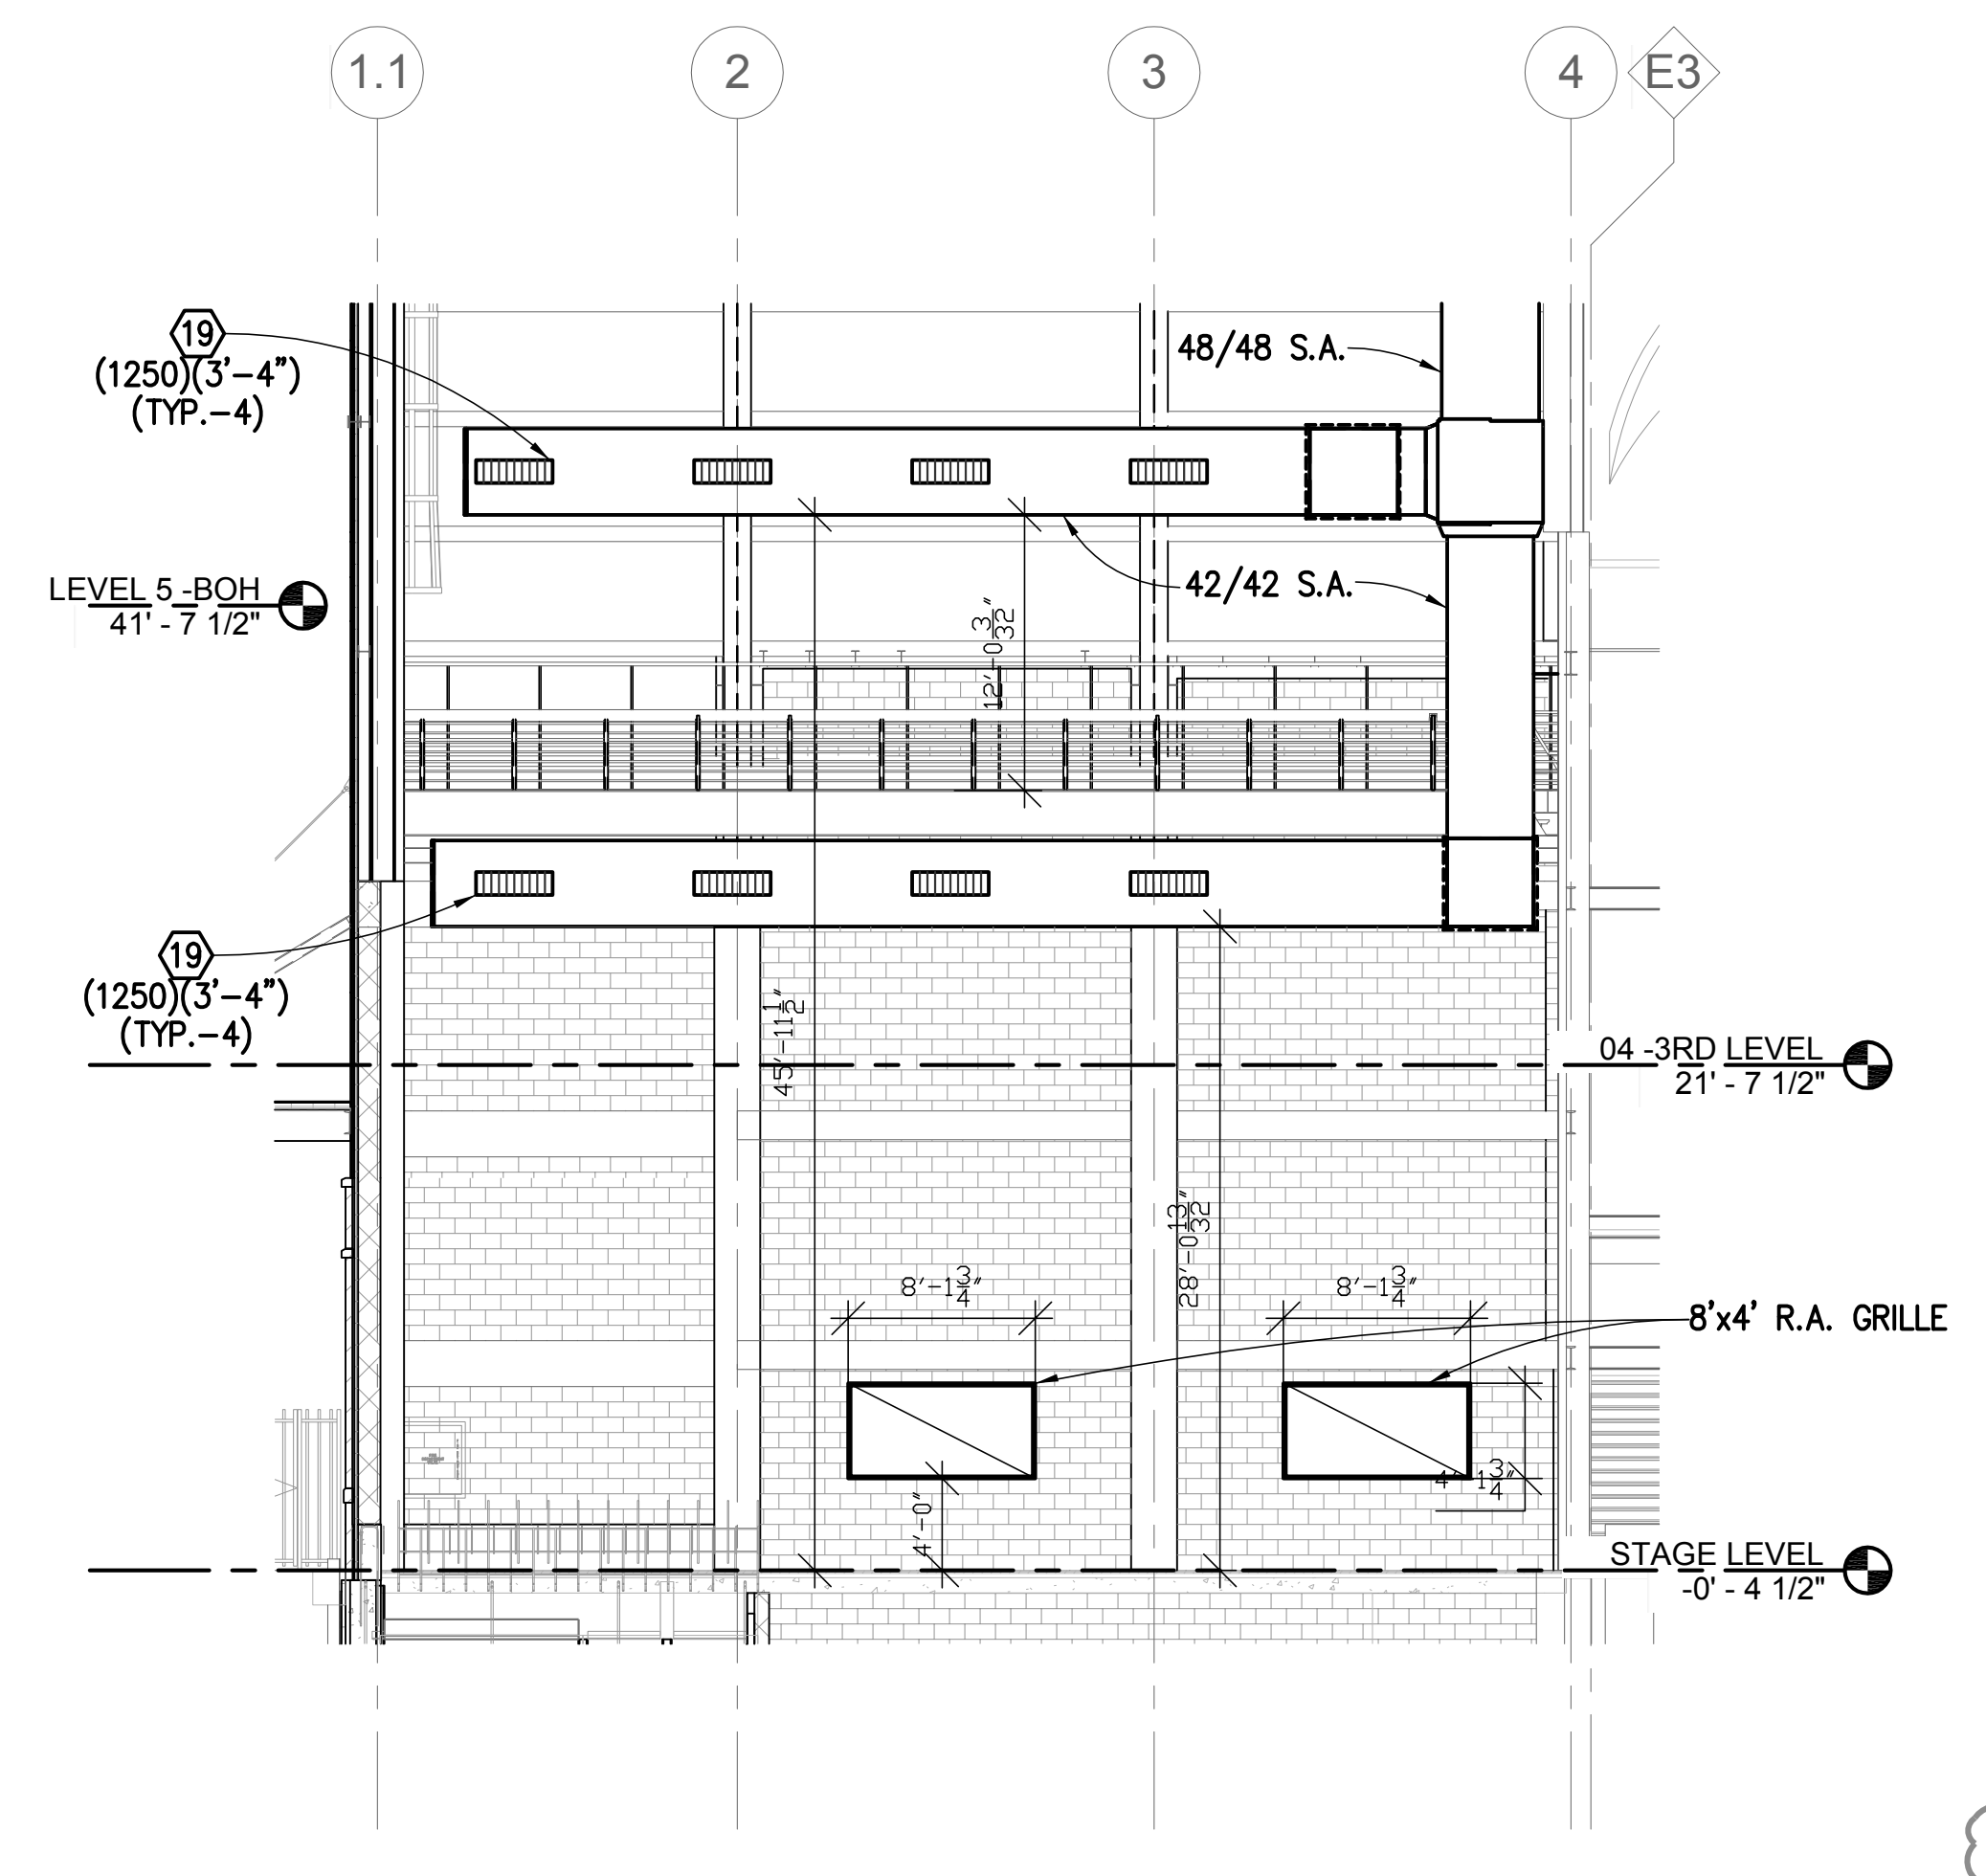 1.1
2
3
4
E3
19
(1250)(3'-4")
(TYP.-4)
48/48 S.A.
LEVEL 5 -BOH
41' - 7 1/2"
42/42 S.A.
12'-0 3/32"
19
(1250)(3'-4")
(TYP.-4)
45'-11 1/2"
04 -3RD LEVEL
21' - 7 1/2"
28'-0 13/32"
8'-1 3/4"
8'-1 3/4"
8'x4' R.A. GRILLE
4'-1 3/4"
4'-0"
STAGE LEVEL
-0' - 4 1/2"